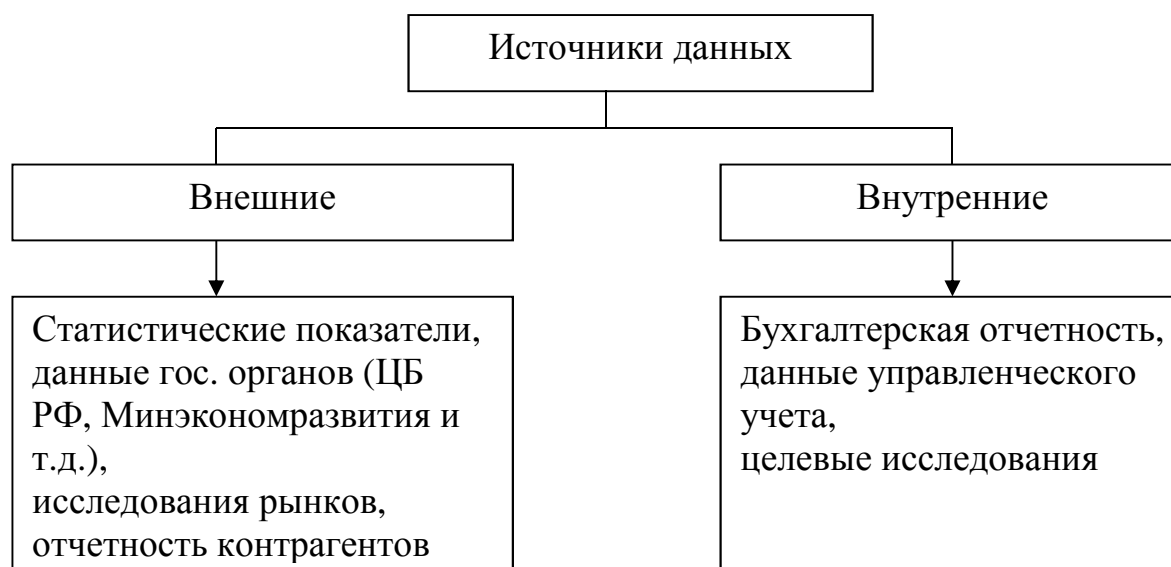 Источники данных
Внешние
Внутренние
Статистические показатели,
данные гос. органов (ЦБ
РФ, Минэкономразвития и
т.д.),
исследования рынков,
отчетность контрагентов
Бухгалтерская отчетность,
данные управленческого
учета,
целевые исследования